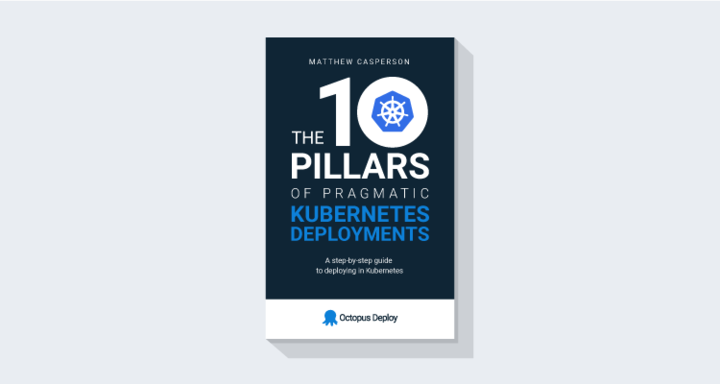 MATTHEW CASPERSON
THE 10
PILLARS
OF PRAGMATIC
KUBERNETES
DEPLOYMENTS
A step-by-step guide
to deploying in Kubernetes
Octopus Deploy